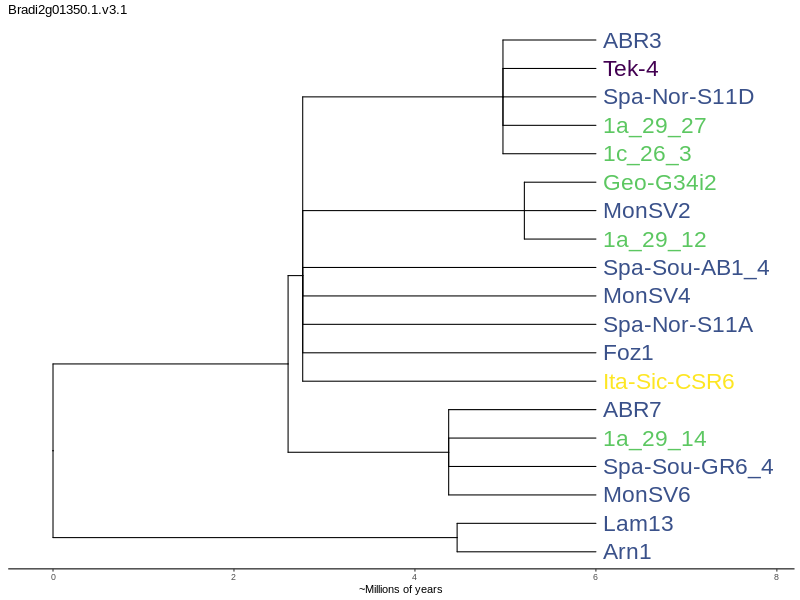 Bradi2g01350.1.v3.1
ABR3
Tek-4
Spa-Nor-S11D
1a_29_27
1c_26_3
Geo-G34i2
MonSV2
1a_29_12
Spa-Sou-AB1_4
MonSV4
Spa-Nor-S11A
Foz1
Ita-Sic-CSR6
ABR7
1a_29_14
Spa-Sou-GR6_4
MonSV6
Lam13
Arn1
0 2 4 6 8
~Millions of years